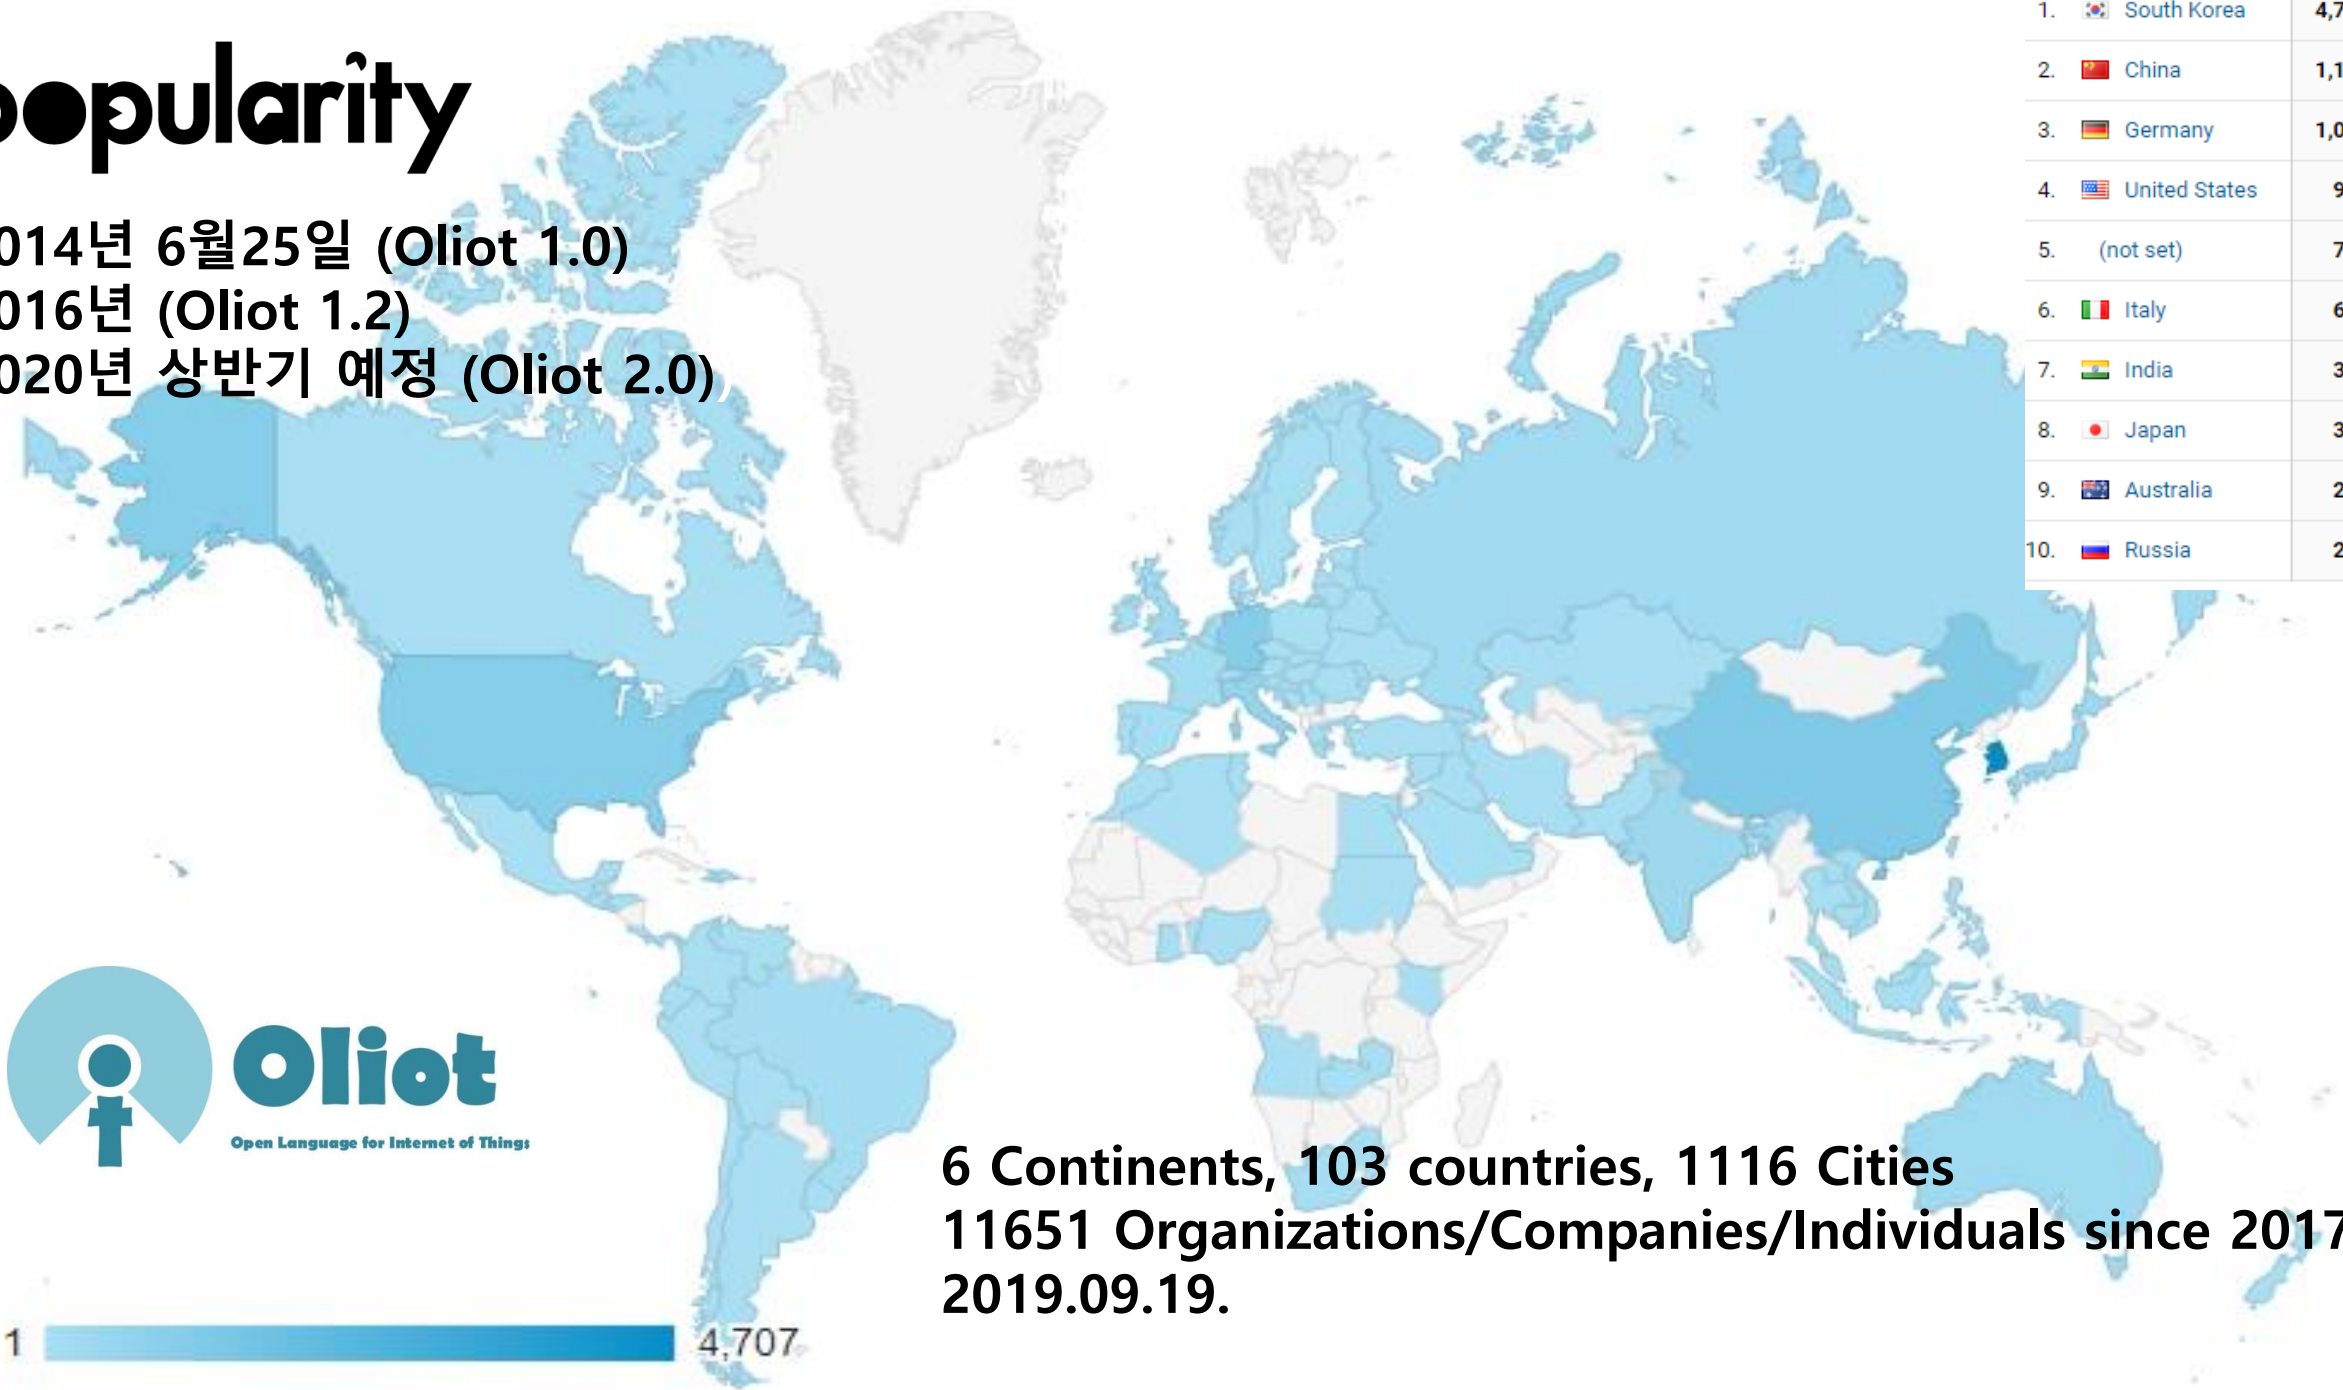 popularity
014년 6월25일 (Oliot 1.0)
016년 (Oliot 1.2)
020년 상반기 예정 (Oliot 2.0))
1. South Korea 4,7
2. China 1,1
3. Germany 1,0
4. United States 9
5. (not set) 7
6. Italy 6
7. India 3
8. Japan 3
9. Australia 2
10. Russia 2
Oliot
Open Language for Internet of Things
6 Continents, 103 countries, 1116 Cities
11651 Organizations/Companies/Individuals since 2017
2019.09.19.
1 4,707